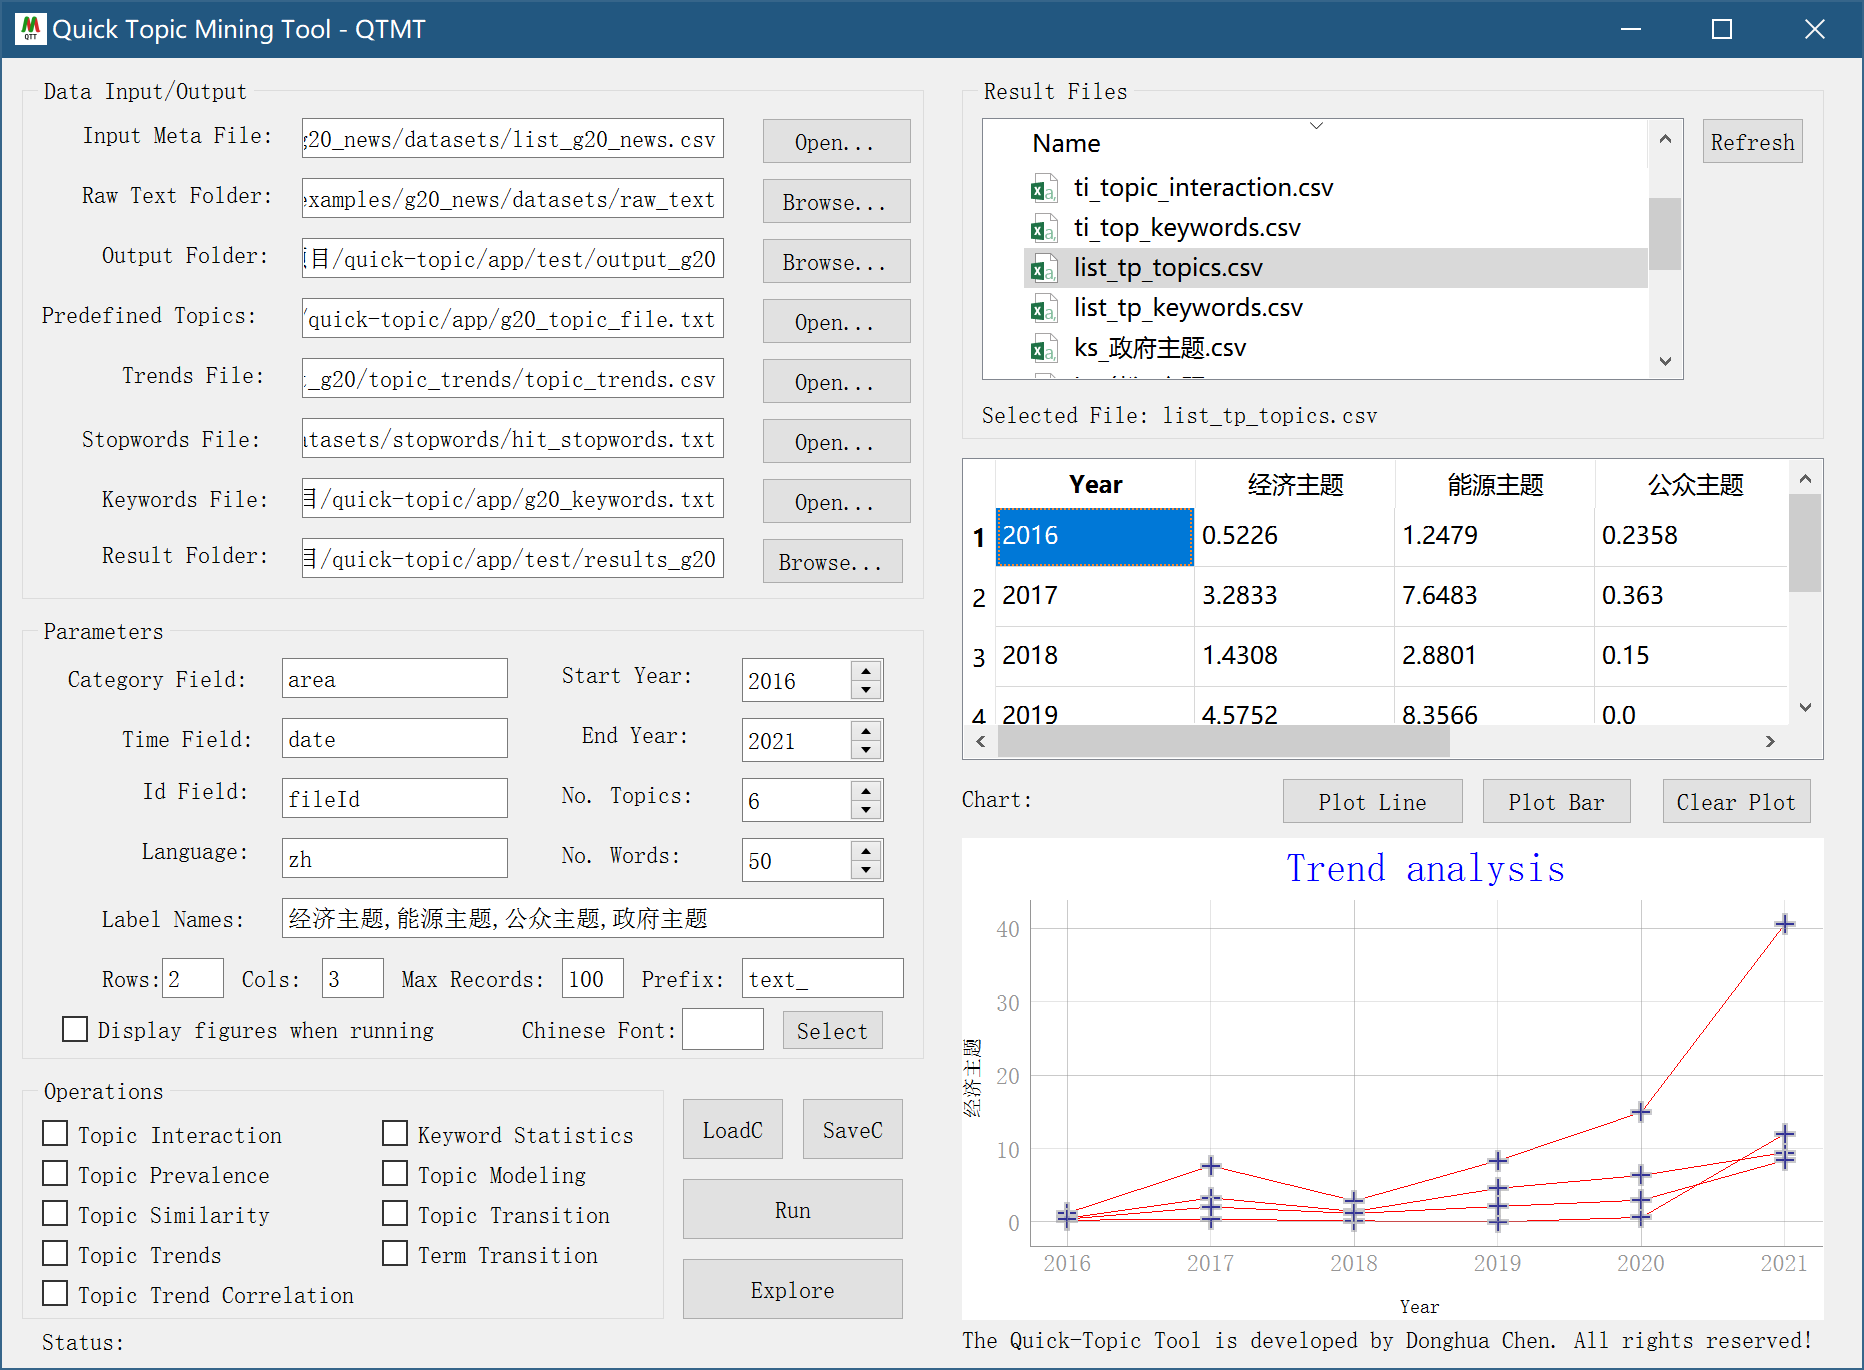 Quick Topic Mining Tool - QTMT
Data Input/Output
Input Meta File: g20_news/datasets/list_g20_news.csv Open...
Raw Text Folder: examples/g20_news/datasets/raw_text Browse...
Output Folder: 目/quick-topic/app/test/output_g20 Browse...
Predefined Topics: /quick-topic/app/g20_topic_file.txt Open...
Trends File: t_g20/topic_trends/topic_trends.csv Open...
Stopwords File: atasets/stopwords/hit_stopwords.txt Open...
Keywords File: 目/quick-topic/app/g20_keywords.txt Open...
Result Folder: 目/quick-topic/app/test/results_g20 Browse...
Parameters
Category Field: area Start Year: 2016
Time Field: date End Year: 2021
Id Field: fileId No. Topics: 6
Language: zh No. Words: 50
Label Names: 经济主题,能源主题,公众主题,政府主题
Rows: 2 Cols: 3 Max Records: 100 Prefix: text_
Display figures when running Chinese Font: Select
Operations
Topic Interaction Keyword Statistics
Topic Prevalence Topic Modeling
Topic Similarity Topic Transition
Topic Trends Term Transition
Topic Trend Correlation
LoadC SaveC
Run
Explore
Status:
Result Files
Name
Refresh
ti_topic_interaction.csv
ti_top_keywords.csv
list_tp_topics.csv
list_tp_keywords.csv
ks_政府主题.csv
Selected File: list_tp_topics.csv
Year 经济主题 能源主题 公众主题
1 2016 0.5226 1.2479 0.2358
2 2017 3.2833 7.6483 0.363
3 2018 1.4308 2.8801 0.15
4 2019 4.5752 8.3566 0.0
Chart: Plot Line Plot Bar Clear Plot
Trend analysis
40
30
20
10
0
经济主题
2016 2017 2018 2019 2020 2021
Year
The Quick-Topic Tool is developed by Donghua Chen. All rights reserved!